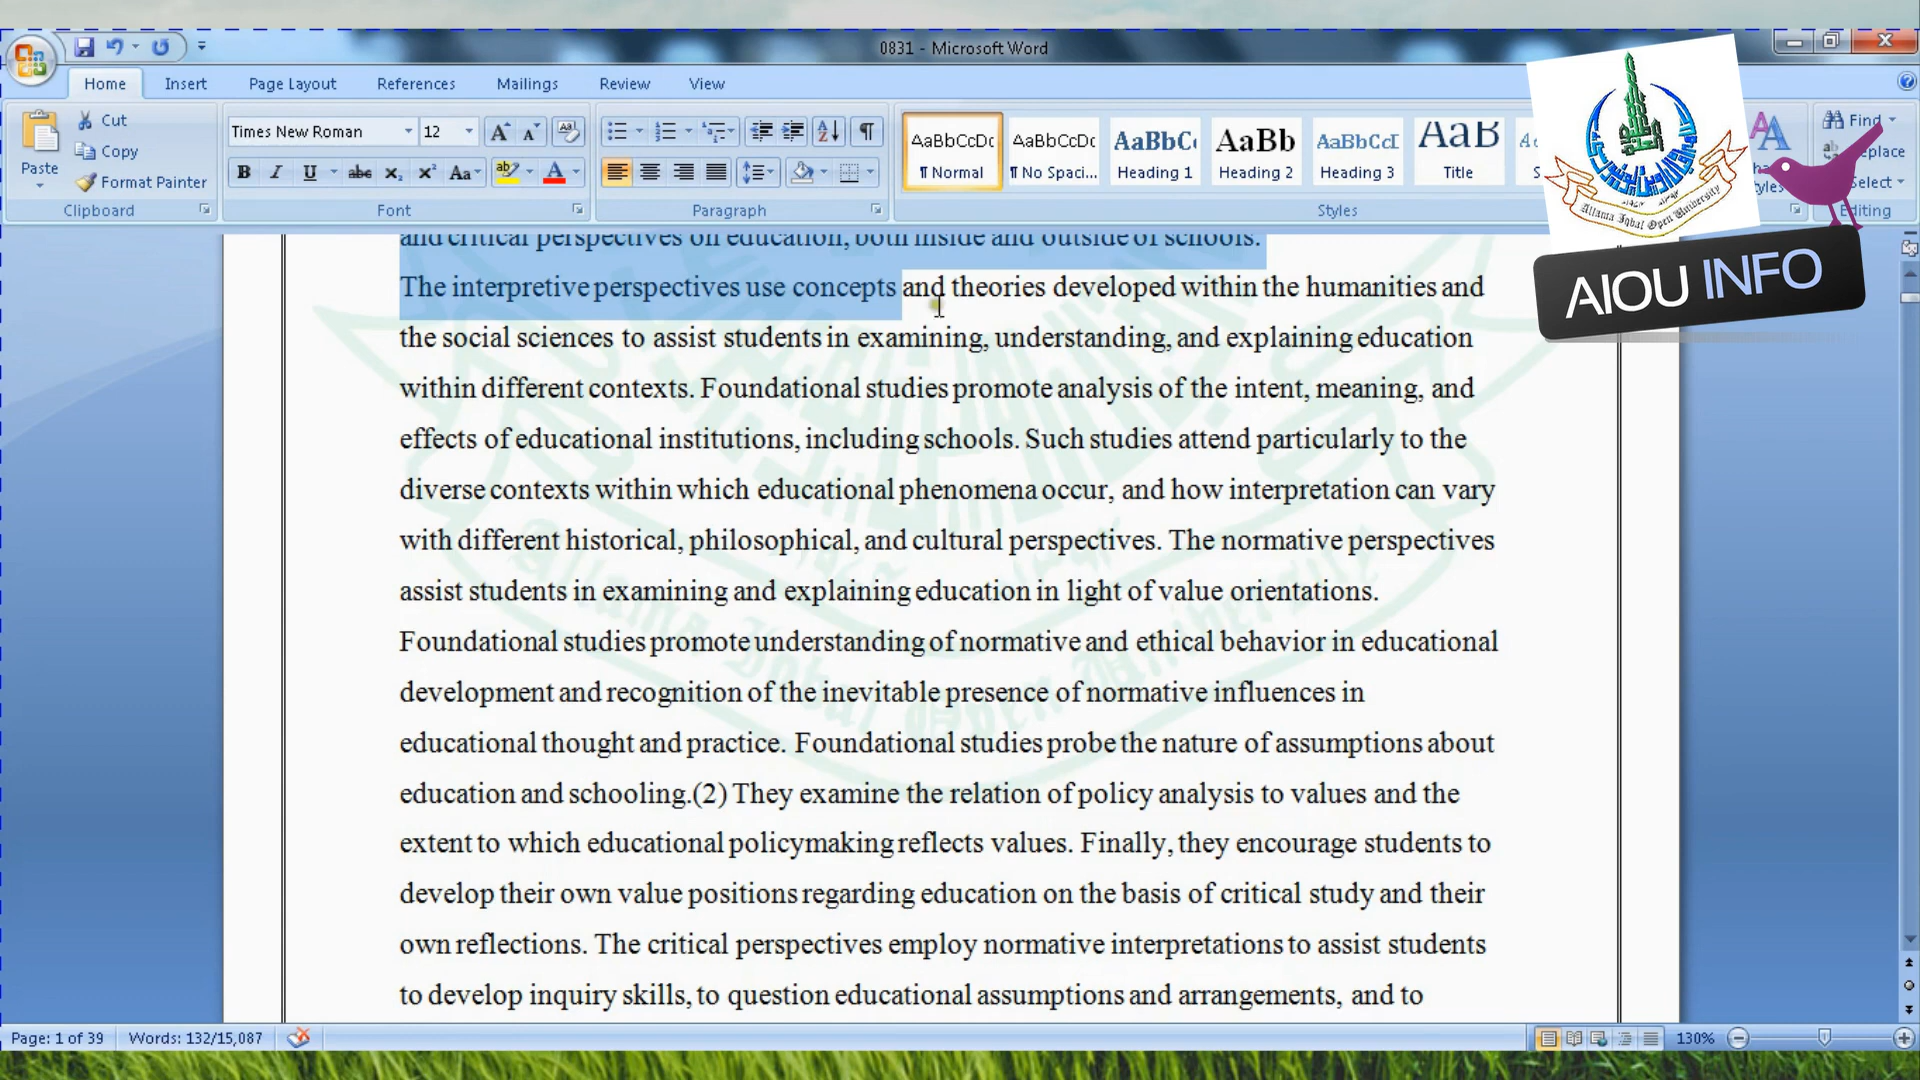 0831 - Microsoft Word
Home Insert Page Layout References Mailings Review View
Paste
Cut
Copy
Format Painter
Clipboard
Times New Roman 12
Font
Paragraph
AaBbCcDc AaBbCcDc AaBbC AaBb AaBbCcI AaB
¶ Normal ¶ No Spaci... Heading 1 Heading 2 Heading 3 Title
Styles
Find
Select
Editing
Allama Iqbal Open University
AIOU INFO
and critical perspectives on education, both inside and outside of schools.
The interpretive perspectives use concepts and theories developed within the humanities and
the social sciences to assist students in examining, understanding, and explaining education
within different contexts. Foundational studies promote analysis of the intent, meaning, and
effects of educational institutions, including schools. Such studies attend particularly to the
diverse contexts within which educational phenomena occur, and how interpretation can vary
with different historical, philosophical, and cultural perspectives. The normative perspectives
assist students in examining and explaining education in light of value orientations.
Foundational studies promote understanding of normative and ethical behavior in educational
development and recognition of the inevitable presence of normative influences in
educational thought and practice. Foundational studies probe the nature of assumptions about
education and schooling.(2) They examine the relation of policy analysis to values and the
extent to which educational policymaking reflects values. Finally, they encourage students to
develop their own value positions regarding education on the basis of critical study and their
own reflections. The critical perspectives employ normative interpretations to assist students
to develop inquiry skills, to question educational assumptions and arrangements, and to
Allama Iqbal Open University
Page: 1 of 39 Words: 132/15,087 130%